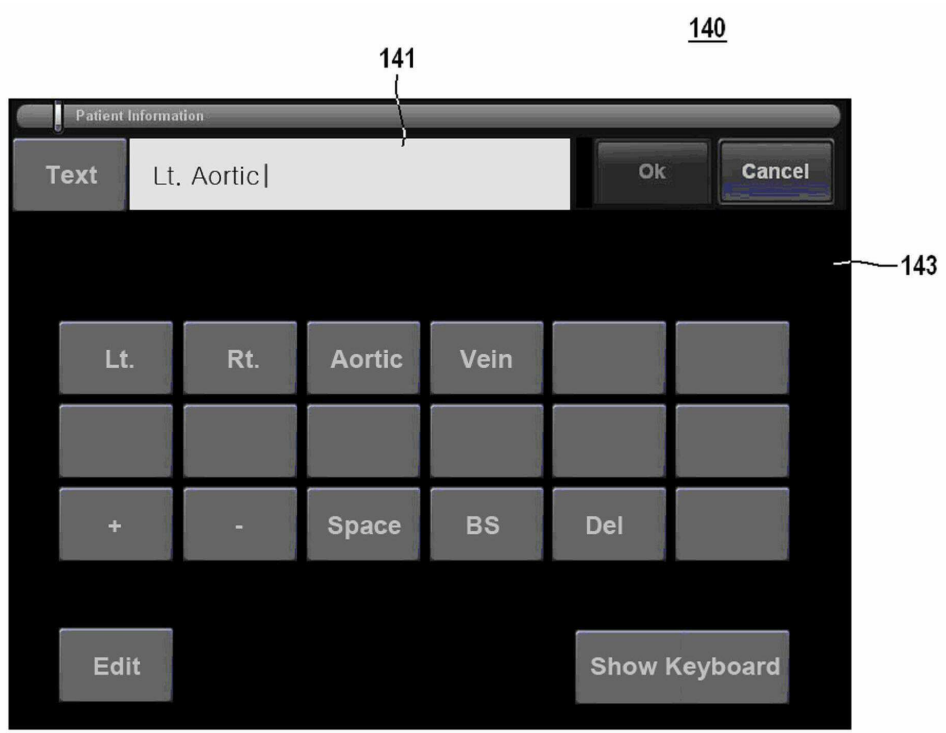 140
141
Patient Information
Text Lt. Aortic Ok Cancel
143
Lt. Rt. Aortic Vein
+ - Space BS Del
Edit Show Keyboard